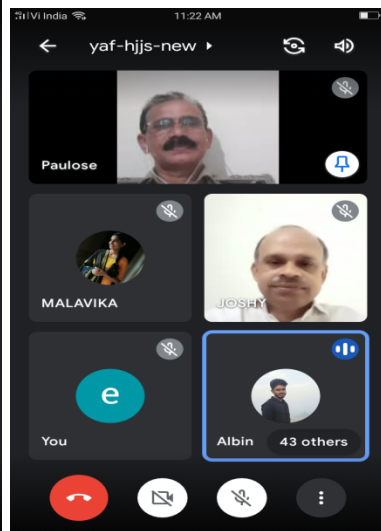 Vi India 11:22 AM
yaf-hjjs-new
Paulose
MALAVIKA
JOSHY
e
You
Albin 43 others